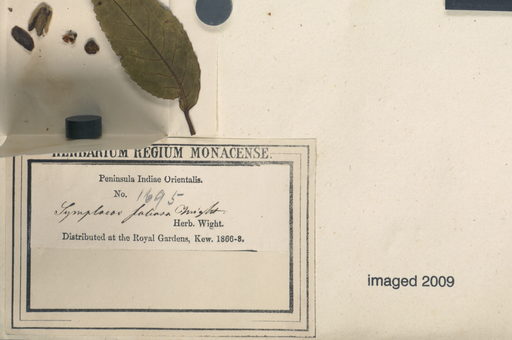 HERBARIUM REGIUM MONACENSE.
Peninsula Indiae Orientalis.
No. 1695
Symplocos foliosa Wight
Herb. Wight.
Distributed at the Royal Gardens, Kew. 1866-8.
imaged 2009